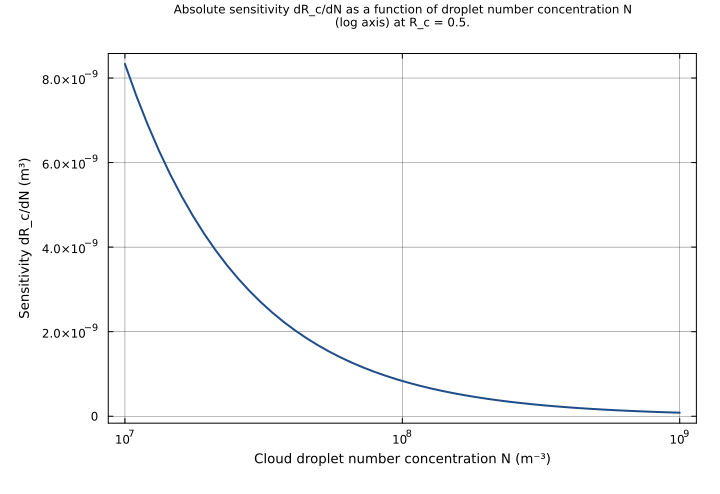 Absolute sensitivity dR_c/dN as a function of droplet number concentration N
(log axis) at R_c = 0.5.
8.0×10⁻⁹
6.0×10⁻⁹
4.0×10⁻⁹
2.0×10⁻⁹
0
Sensitivity dR_c/dN (m³)
10⁷ 10⁸ 10⁹
Cloud droplet number concentration N (m⁻³)